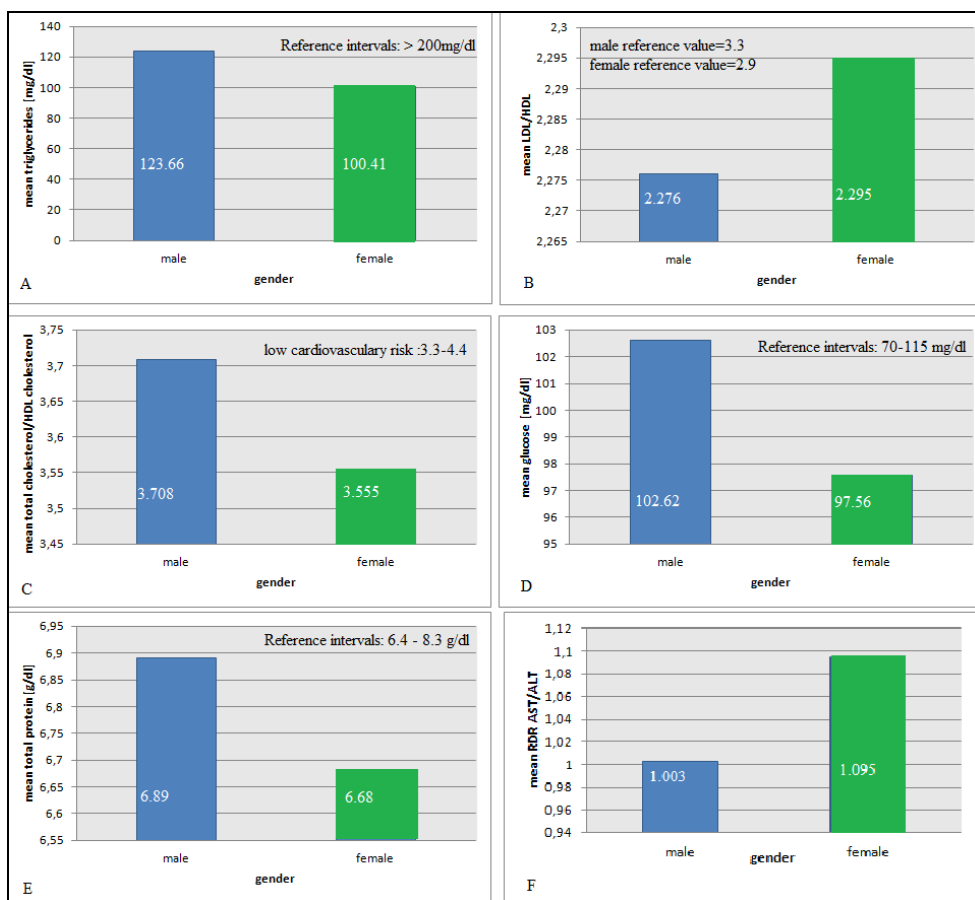 140
120
100
80
60
40
20
0
mean triglycerides [mg/dl]
Reference intervals: > 200mg/dl
123.66
100.41
male
female
gender
A
2,3
2,295
2,29
2,285
2,28
2,275
2,27
2,265
mean LDL/HDL
male reference value=3.3
female reference value=2.9
2.276
2.295
male
female
gender
B
3,75
3,7
3,65
3,6
3,55
3,5
3,45
mean total cholesterol/HDL cholesterol
low cardiovasculary risk :3.3-4.4
3.708
3.555
male
female
gender
C
103
102
101
100
99
98
97
96
95
mean glucose [mg/dl]
Reference intervals: 70-115 mg/dl
102.62
97.56
male
female
gender
D
6,95
6,9
6,85
6,8
6,75
6,7
6,65
6,6
6,55
mean total protein [g/dl]
Reference intervals: 6.4 - 8.3 g/dl
6.89
6.68
male
female
gender
E
1,12
1,1
1,08
1,06
1,04
1,02
1
0,98
0,96
0,94
mean RDR AST/ALT
1.003
1.095
male
female
gender
F